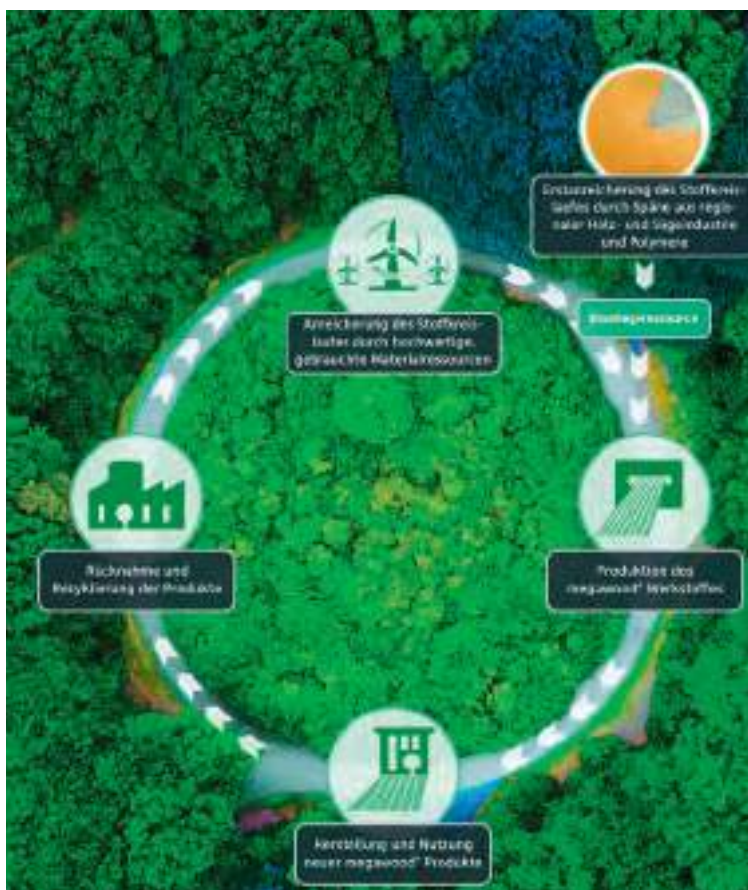 Erstanreicherung des Stoffkreis-
laufes durch Späne aus regio-
naler Holz- und Sägeindustrie
und Polymere
Anreicherung des Stoffkreis-
laufes durch hochwertige,
gebrauchte Materialressourcen
Rücknahme und
Recyklierung der Produkte
Produktion des
megawood® Werkstoffes
Herstellung und Nutzung
neuer megawood® Produkte